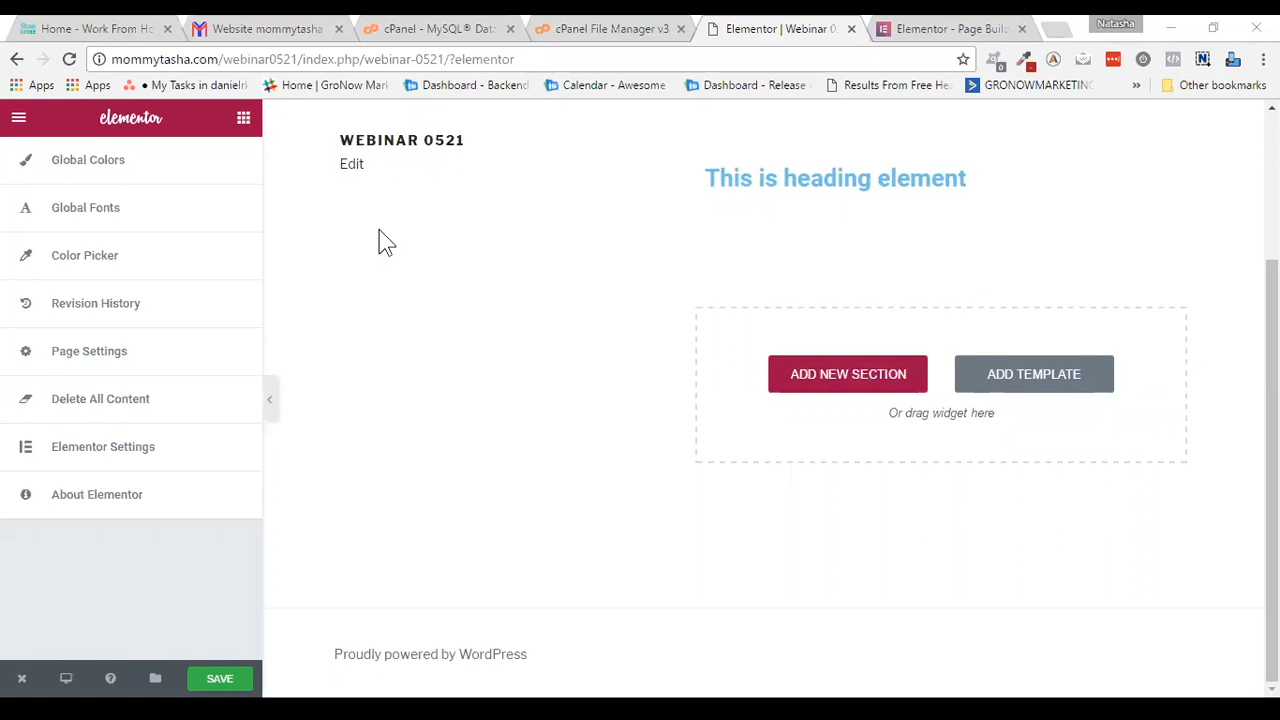 Home - Work From He
Website mommytasha
cPanel - MySQL® Dat
cPanel File Manager v3
Elementor | Webinar 0
Elementor - Page Buil
Natasha
mommytasha.com/webinar0521/index.php/webinar-0521/?elementor
Apps
Apps
● My Tasks in danielri
Home | GroNow Mark
Dashboard - Backend
Calendar - Awesome
Dashboard - Release
Results From Free He
GRONOWMARKETING
»
Other bookmarks
elementor
Global Colors
Global Fonts
Color Picker
Revision History
Page Settings
Delete All Content
Elementor Settings
About Elementor
SAVE
WEBINAR 0521
Edit
This is heading element
ADD NEW SECTION
ADD TEMPLATE
Or drag widget here
Proudly powered by WordPress